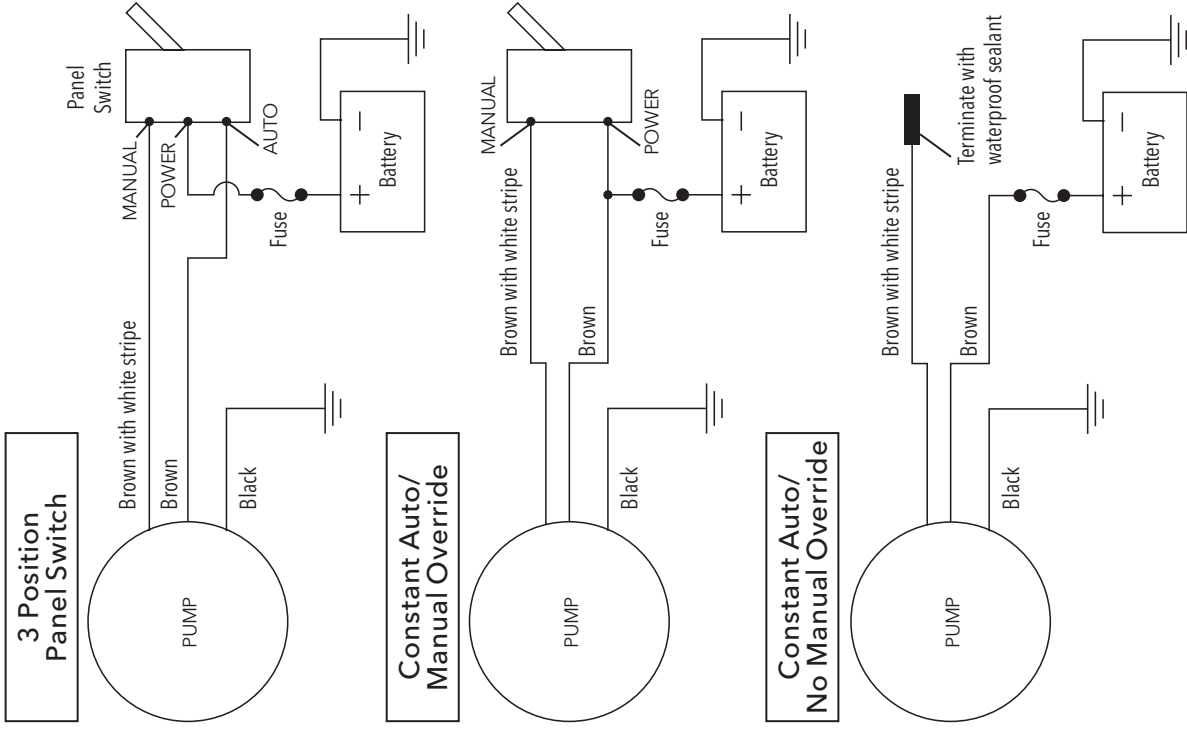 3 Position
Panel Switch
PUMP
Brown with white stripe
Brown
Black
MANUAL
POWER
AUTO
Panel
Switch
Fuse
+
Battery
–
Constant Auto/
Manual Override
PUMP
Brown with white stripe
Brown
Black
MANUAL
POWER
Fuse
+
Battery
–
Constant Auto/
No Manual Override
PUMP
Brown with white stripe
Brown
Black
Terminate with
waterproof sealant
Fuse
+
Battery
–